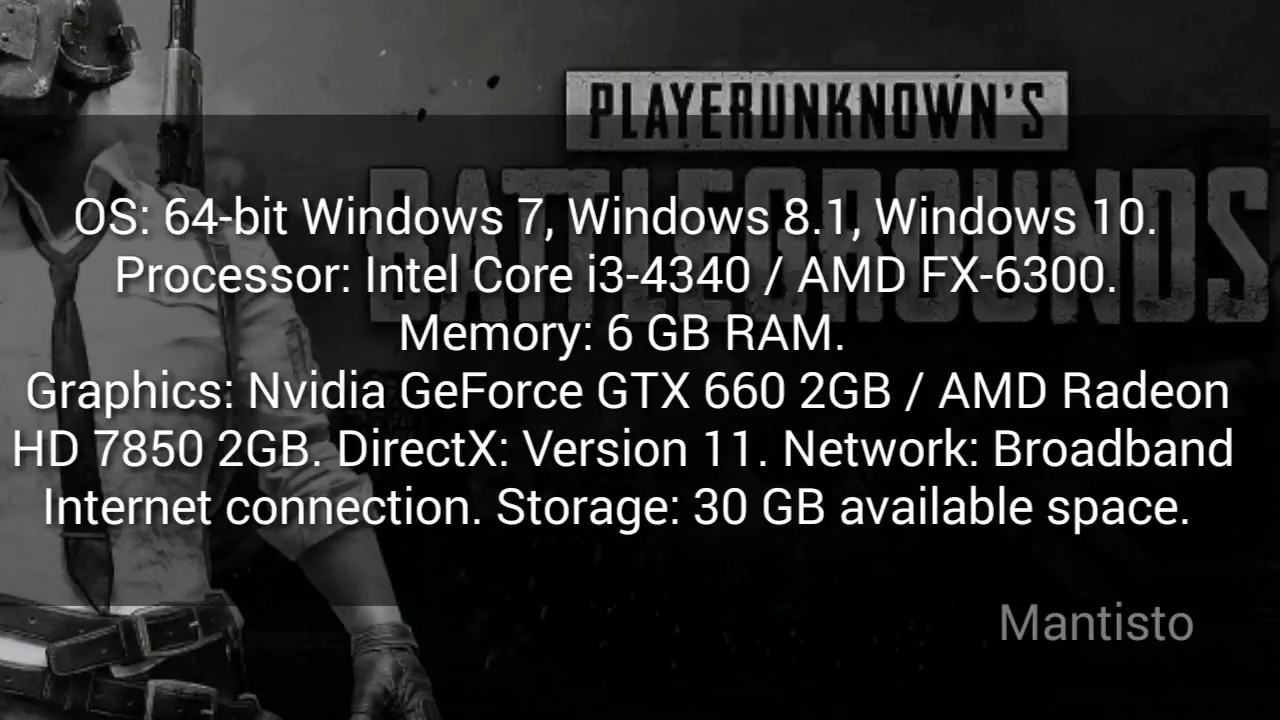 PLAYERUNKNOWN'S
BATTLEGROUNDS
OS: 64-bit Windows 7, Windows 8.1, Windows 10.
Processor: Intel Core i3-4340 / AMD FX-6300.
Memory: 6 GB RAM.
Graphics: Nvidia GeForce GTX 660 2GB / AMD Radeon
HD 7850 2GB. DirectX: Version 11. Network: Broadband
Internet connection. Storage: 30 GB available space.
Mantisto